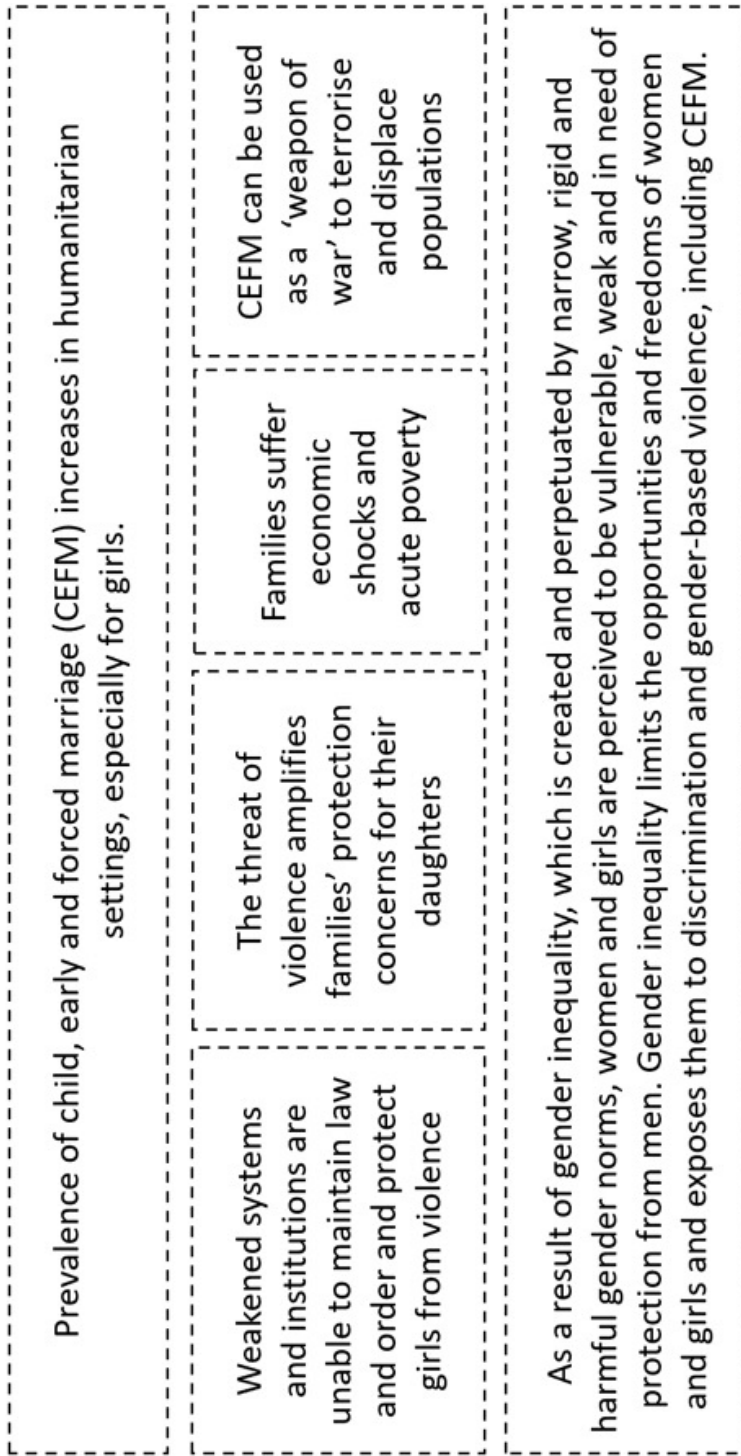 Prevalence of child, early and forced marriage (CEFM) increases in humanitarian
settings, especially for girls.
Weakened systems
and institutions are
unable to maintain law
and order and protect
girls from violence
The threat of
violence amplifies
families’ protection
concerns for their
daughters
Families suffer
economic
shocks and
acute poverty
CEFM can be used
as a ‘weapon of
war’ to terrorise
and displace
populations
As a result of gender inequality, which is created and perpetuated by narrow, rigid and
harmful gender norms, women and girls are perceived to be vulnerable, weak and in need of
protection from men. Gender inequality limits the opportunities and freedoms of women
and girls and exposes them to discrimination and gender-based violence, including CEFM.